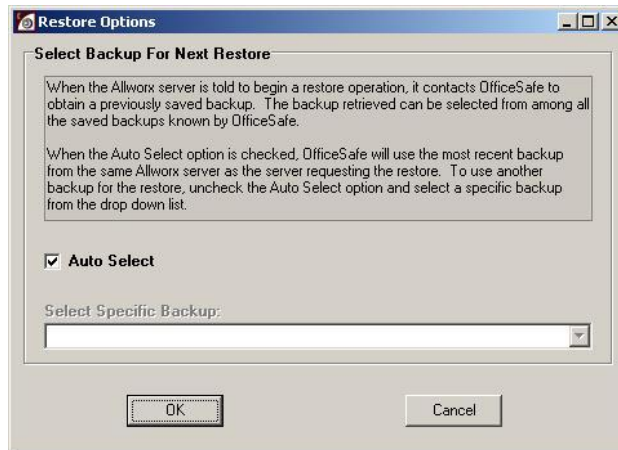 Restore Options
Select Backup For Next Restore
When the Allworx server is told to begin a restore operation, it contacts OfficeSafe to
obtain a previously saved backup. The backup retrieved can be selected from among all
the saved backups known by OfficeSafe.
When the Auto Select option is checked, OfficeSafe will use the most recent backup
from the same Allworx server as the server requesting the restore. To use another
backup for the restore, uncheck the Auto Select option and select a specific backup
from the drop down list.
Auto Select
Select Specific Backup:
OK
Cancel